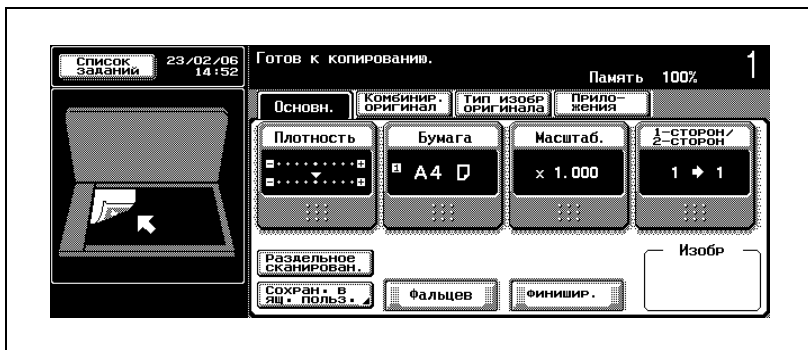 Список
заданий
23/02/06
14:52
Готов к копированию.
Память 100%
1
Основн.
Комбинир.
оригинал
Тип изобр
оригинала
Прило-
жения
Плотность
Бумага
Масштаб.
1-сторон/
2-сторон
1 A4
x 1.000
1 → 1
Раздельное
сканирован.
Изобр
Сохран. в
ящ. польз.
Фальцев
Финишир.